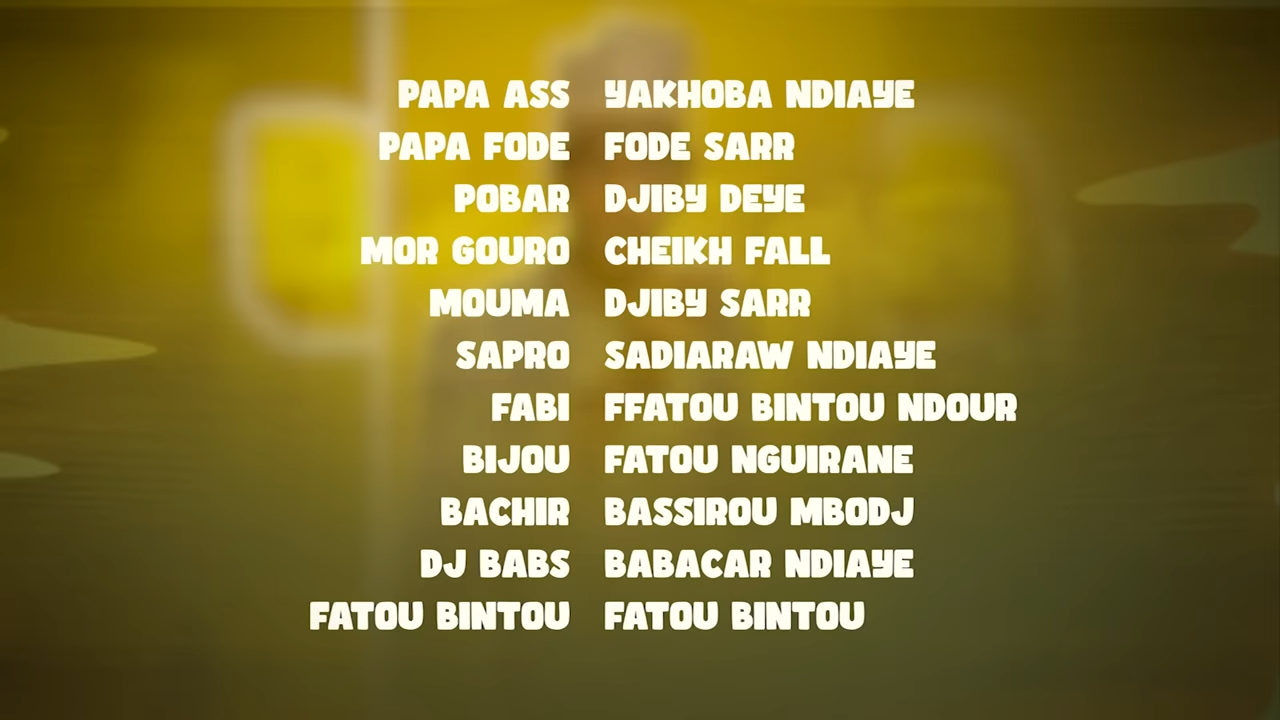 PAPA ASS YAKHOBA NDIAYE
PAPA FODE FODE SARR
POBAR DJIBY DEYE
MOR GOURO CHEIKH FALL
MOUMA DJIBY SARR
SAPRO SADIARAW NDIAYE
FABI FFATOU BINTOU NDOUR
BIJOU FATOU NGUIRANE
BACHIR BASSIROU MBODJ
DJ BABS BABACAR NDIAYE
FATOU BINTOU FATOU BINTOU